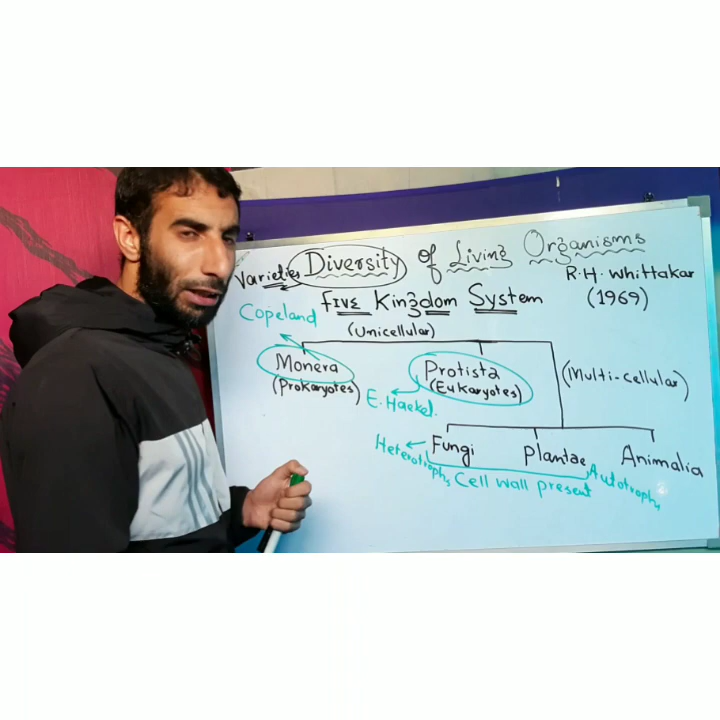 Varieties Diversity of Living Organisms
R.H. Whittakar
(1969)
Five Kingdom System
Copeland
(Unicellular)
Monera
(Prokaryotes)
Protista
(Eukaryotes)
(Multi-cellular)
E. Haekel.
Fungi
Plantae
Animalia
Heterotrophs
Cell wall present
Autotrophs